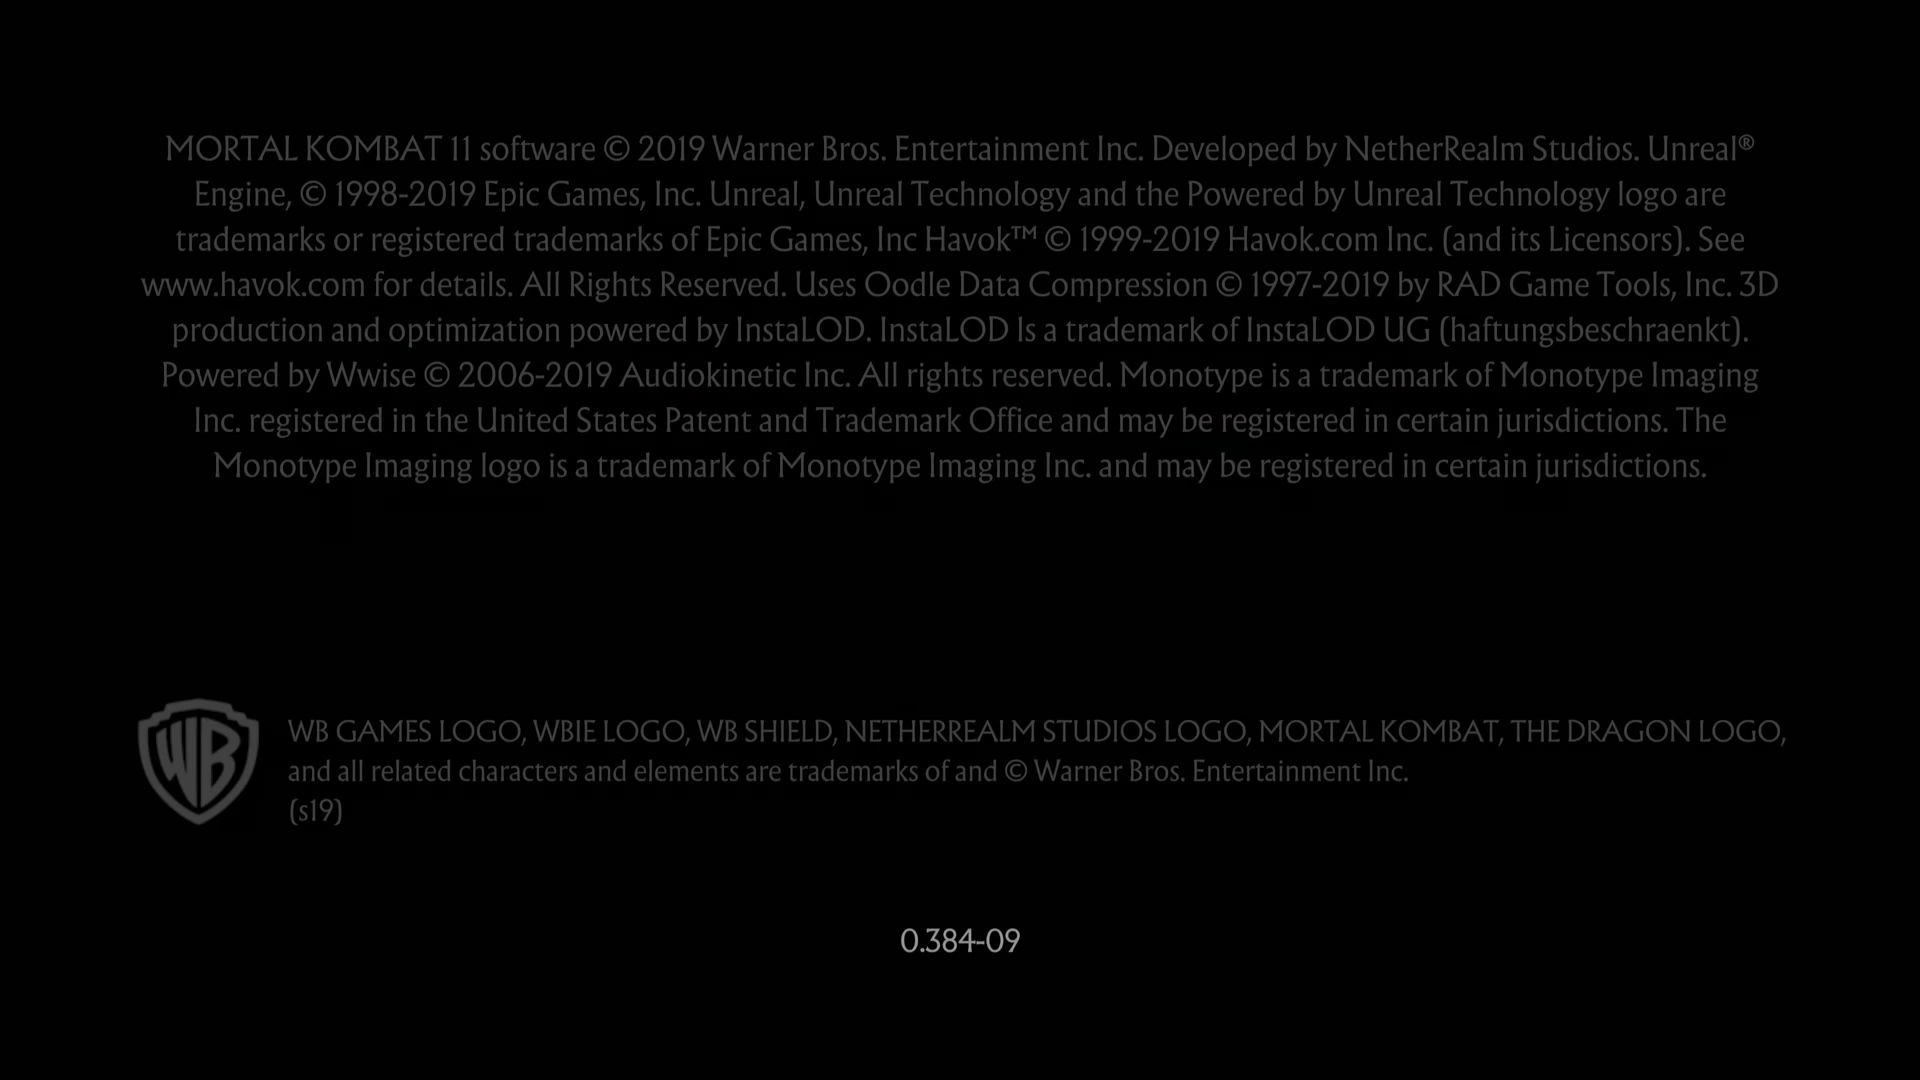 MORTAL KOMBAT 11 software © 2019 Warner Bros. Entertainment Inc. Developed by NetherRealm Studios. Unreal®
Engine, © 1998-2019 Epic Games, Inc. Unreal, Unreal Technology and the Powered by Unreal Technology logo are
trademarks or registered trademarks of Epic Games, Inc Havok™ © 1999-2019 Havok.com Inc. (and its Licensors). See
www.havok.com for details. All Rights Reserved. Uses Oodle Data Compression © 1997-2019 by RAD Game Tools, Inc. 3D
production and optimization powered by InstaLOD. InstaLOD Is a trademark of InstaLOD UG (haftungsbeschraenkt).
Powered by Wwise © 2006-2019 Audiokinetic Inc. All rights reserved. Monotype is a trademark of Monotype Imaging
Inc. registered in the United States Patent and Trademark Office and may be registered in certain jurisdictions. The
Monotype Imaging logo is a trademark of Monotype Imaging Inc. and may be registered in certain jurisdictions.
WB
WB GAMES LOGO, WBIE LOGO, WB SHIELD, NETHERREALM STUDIOS LOGO, MORTAL KOMBAT, THE DRAGON LOGO,
and all related characters and elements are trademarks of and © Warner Bros. Entertainment Inc.
(s19)
0.384-09